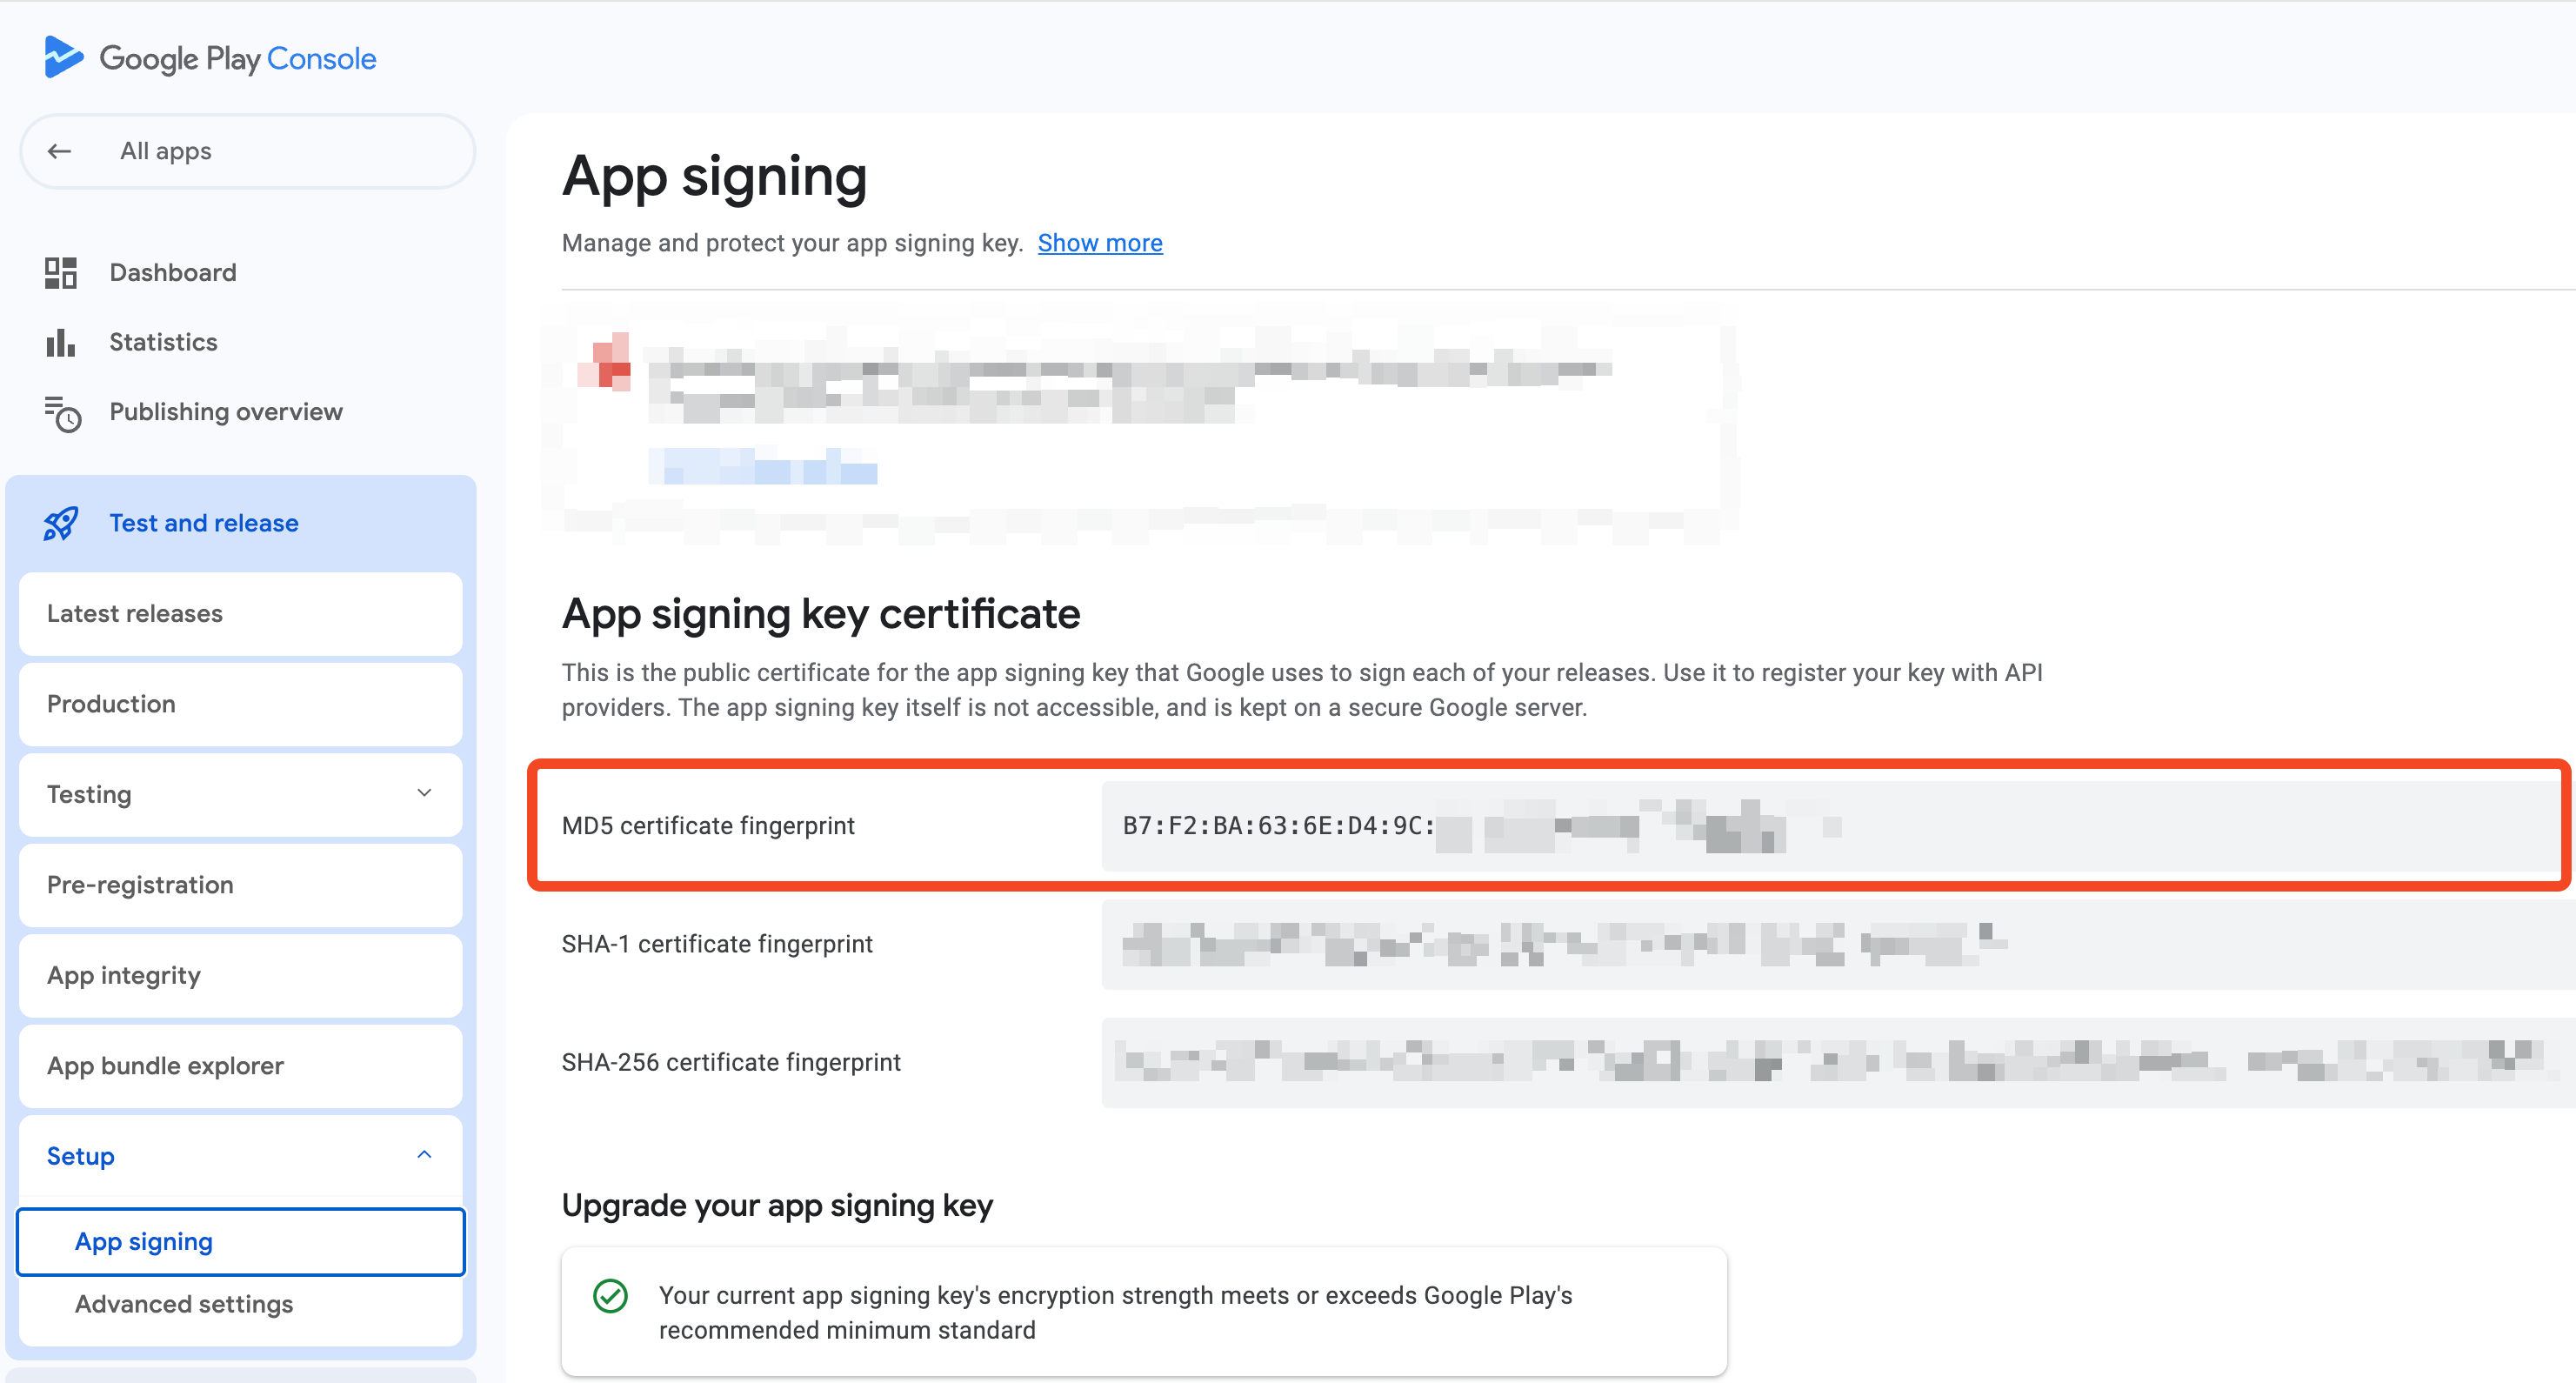 Google Play Console
All apps
Dashboard
Statistics
Publishing overview
Test and release
Latest releases
Production
Testing
Pre-registration
App integrity
App bundle explorer
Setup
App signing
Advanced settings
App signing
Manage and protect your app signing key. Show more
App signing key certificate
This is the public certificate for the app signing key that Google uses to sign each of your releases. Use it to register your key with API
providers. The app signing key itself is not accessible, and is kept on a secure Google server.
MD5 certificate fingerprint B7:F2:BA:63:6E:D4:9C:
SHA-1 certificate fingerprint
SHA-256 certificate fingerprint
Upgrade your app signing key
Your current app signing key's encryption strength meets or exceeds Google Play's
recommended minimum standard